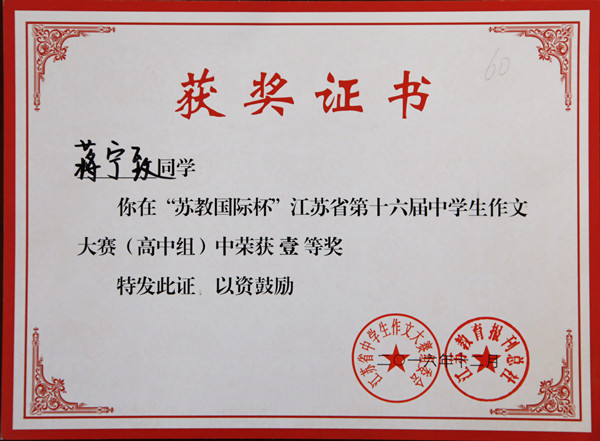 60
获奖证书
蒋宁致同学
你在“苏教国际杯”江苏省第十六届中学生作文
大赛（高中组）中荣获 壹 等奖
特发此证 以资鼓励
江苏省中学生作文大赛组委会
江苏教育报刊总社
二〇一六年十二月